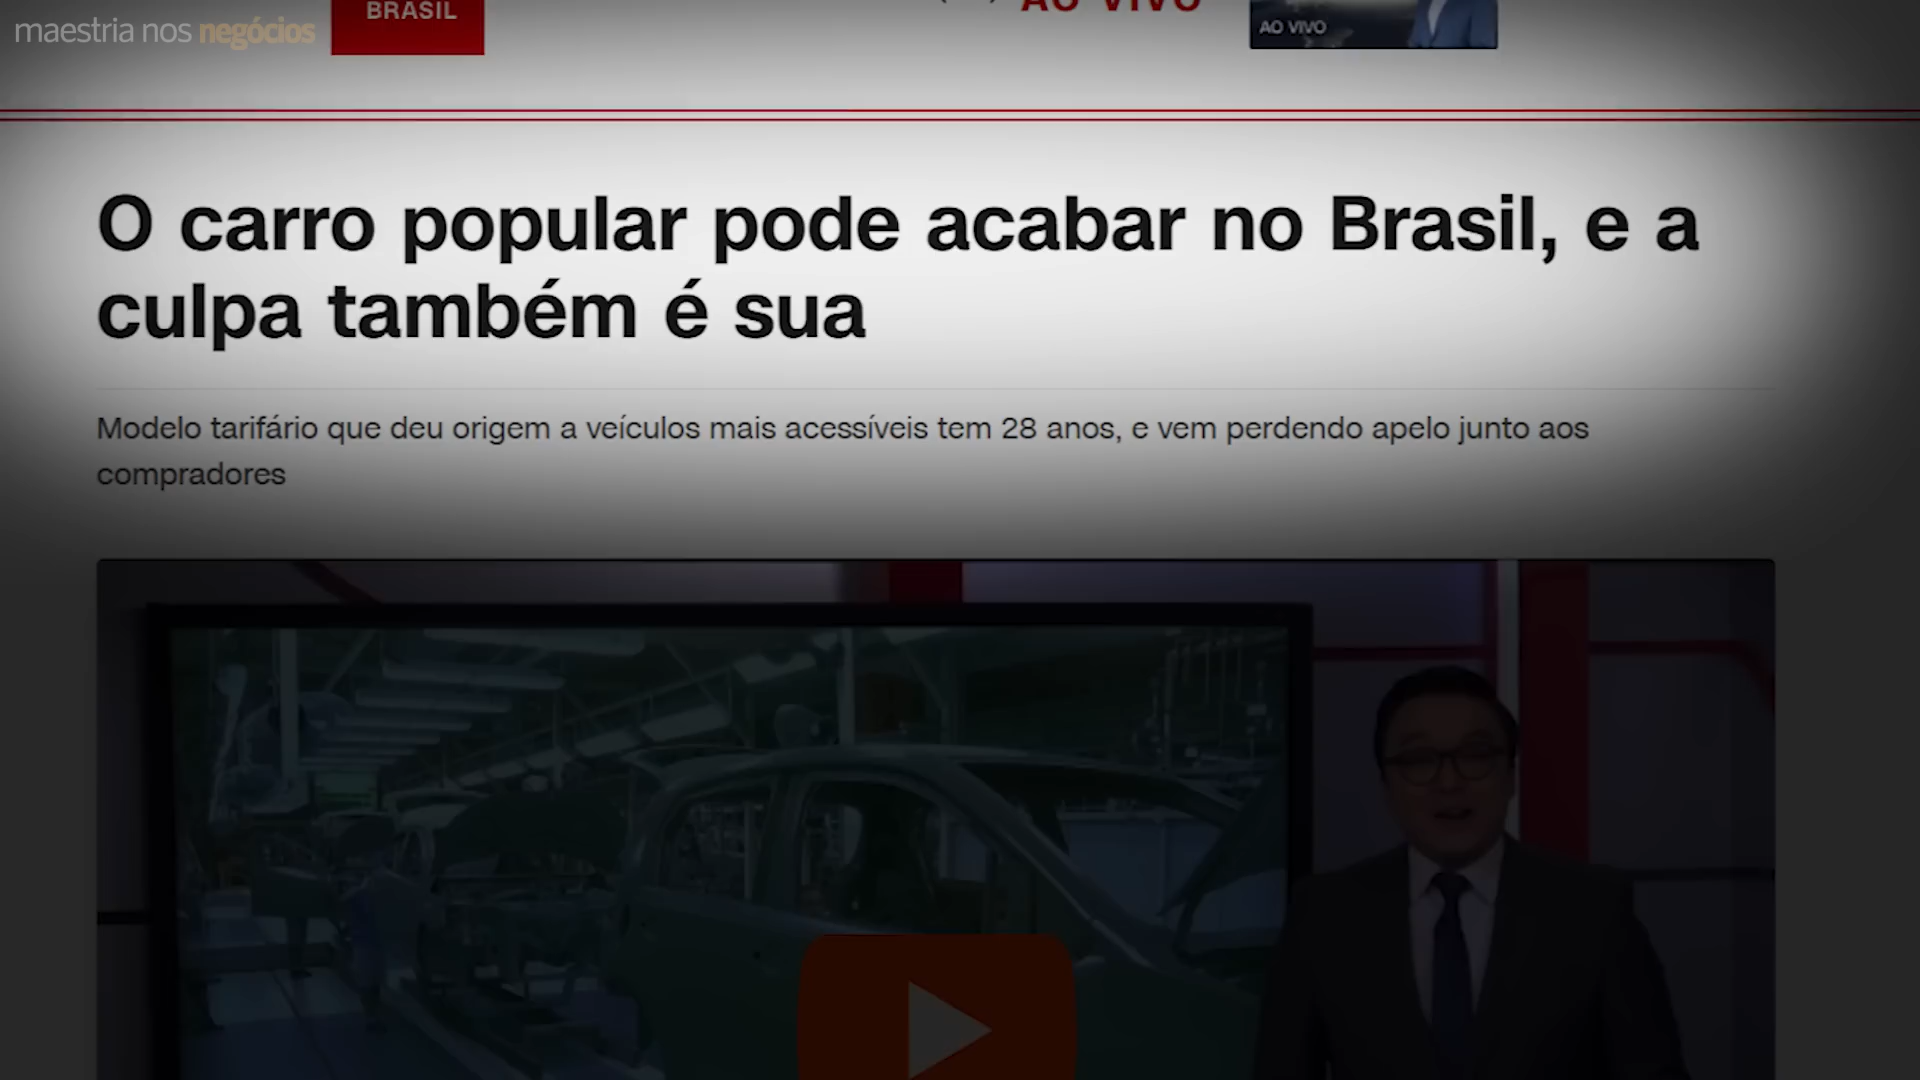 maestria nos negócios
BRASIL
AO VIVO
AO VIVO
O carro popular pode acabar no Brasil, e a
culpa também é sua
Modelo tarifário que deu origem a veículos mais acessíveis tem 28 anos, e vem perdendo apelo junto aos
compradores